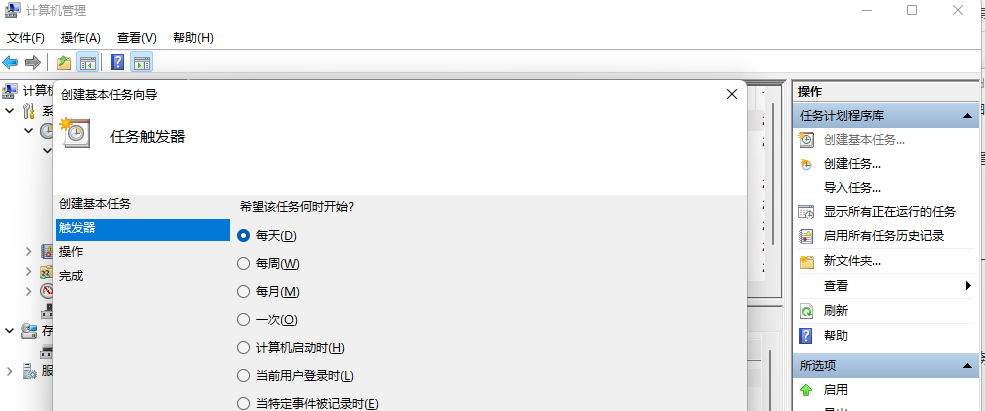 计算机管理
文件(F) 操作(A) 查看(V) 帮助(H)
计算机
系
存
服
创建基本任务向导
任务触发器
创建基本任务
触发器
操作
完成
希望该任务何时开始?
每天(D)
每周(W)
每月(M)
一次(O)
计算机启动时(H)
当前用户登录时(L)
当特定事件被记录时(E)
操作
任务计划程序库
创建基本任务...
创建任务...
导入任务...
显示所有正在运行的任务
启用所有任务历史记录
新文件夹...
查看
刷新
帮助
所选项
启用